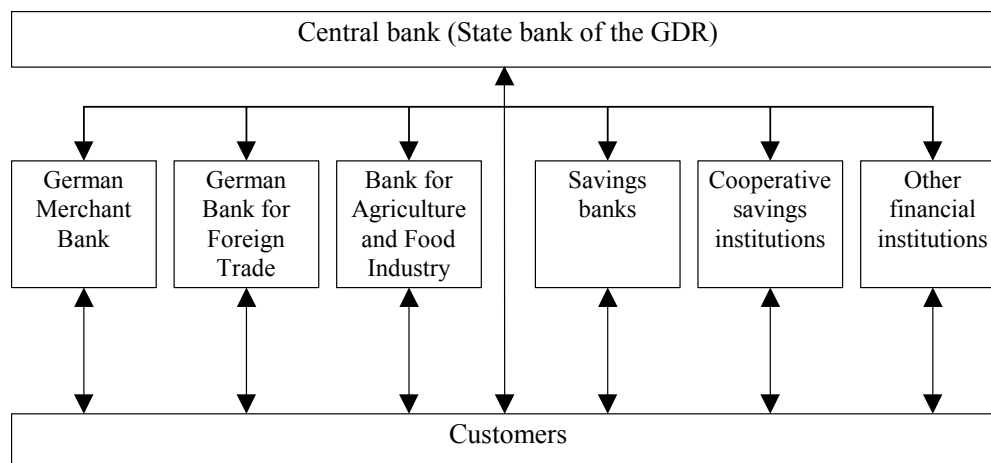 Central bank (State bank of the GDR)
German
Merchant
Bank
German
Bank for
Foreign
Trade
Bank for
Agriculture
and Food
Industry
Savings
banks
Cooperative
savings
institutions
Other
financial
institutions
Customers